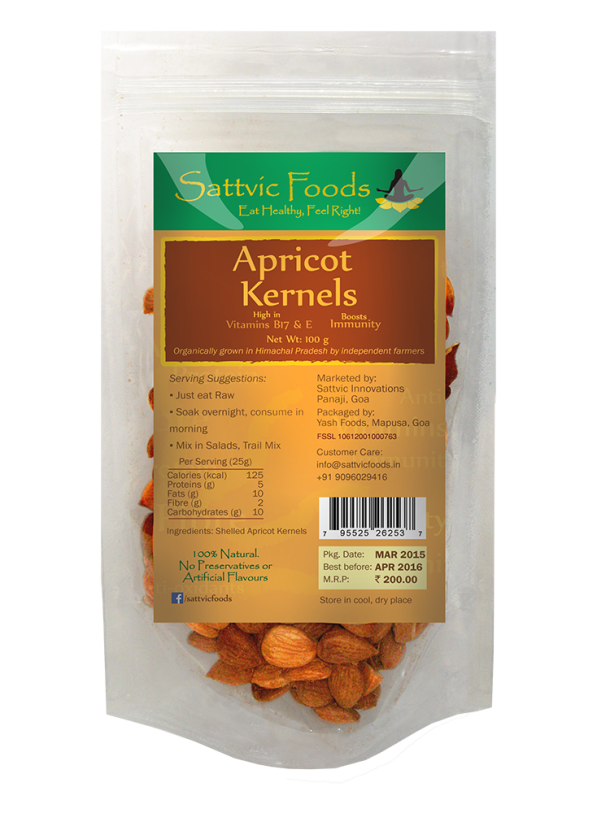 Sattvic Foods
Eat Healthy, Feel Right!
Apricot
Kernels
High in
Vitamins B17 & E
Boosts
Immunity
Net Wt: 100 g
Organically grown in Himachal Pradesh by independent farmers
Serving Suggestions:
• Just eat Raw
• Soak overnight, consume in
morning
• Mix in Salads, Trail Mix
Per Serving (25g)
Calories (kcal) 125
Proteins (g) 5
Fats (g) 10
Fibre (g) 2
Carbohydrates (g) 10
Ingredients: Shelled Apricot Kernels
100% Natural.
No Preservatives or
Artificial Flavours
f /sattvicfoods
Marketed by:
Sattvic Innovations
Panaji, Goa
Packaged by:
Yash Foods, Mapusa, Goa
FSSL 10612001000763
Customer Care:
info@sattvicfoods.in
+91 9096029416
7 95525 26253 7
Pkg. Date: MAR 2015
Best before: APR 2016
M.R.P: ₹ 200.00
Store in cool, dry place